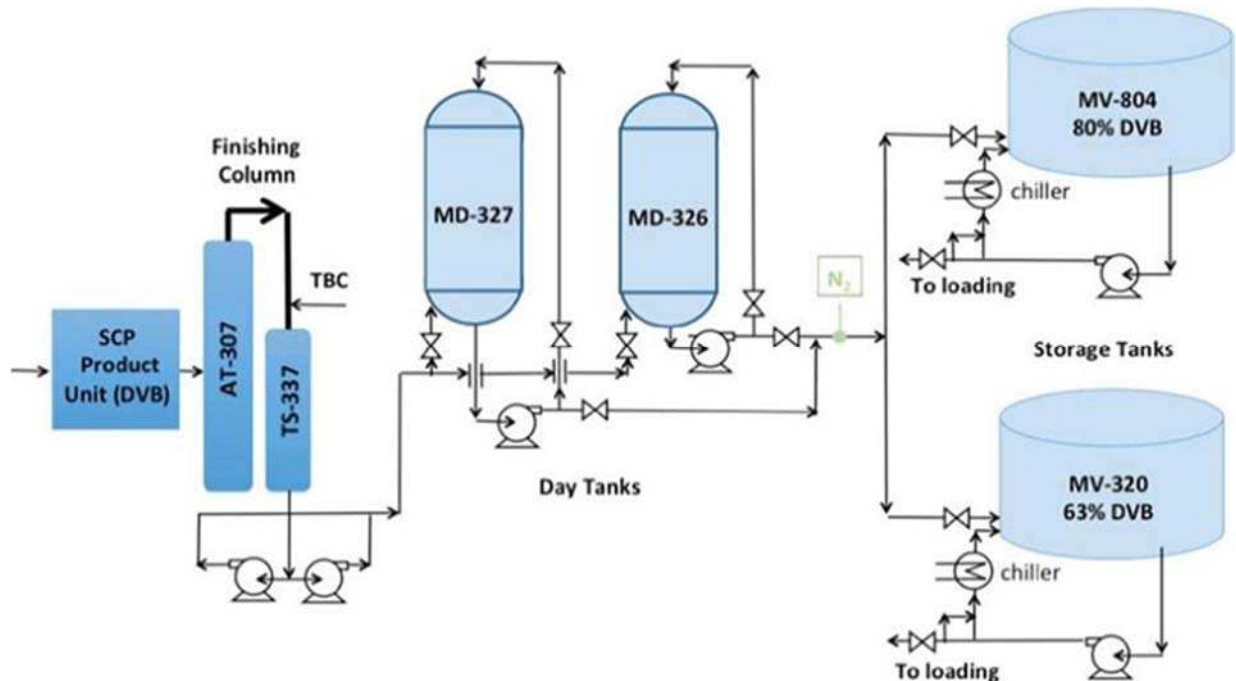 SCP
Product
Unit (DVB)
AT-307
Finishing
Column
TBC
TS-337
MD-327
MD-326
Day Tanks
N2
MV-804
80% DVB
chiller
To loading
Storage Tanks
MV-320
63% DVB
chiller
To loading